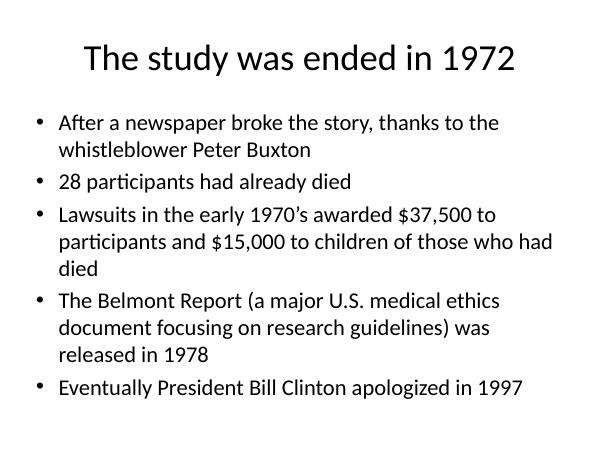 The study was ended in 1972
• After a newspaper broke the story, thanks to the
whistleblower Peter Buxton
• 28 participants had already died
• Lawsuits in the early 1970’s awarded $37,500 to
participants and $15,000 to children of those who had
died
• The Belmont Report (a major U.S. medical ethics
document focusing on research guidelines) was
released in 1978
• Eventually President Bill Clinton apologized in 1997